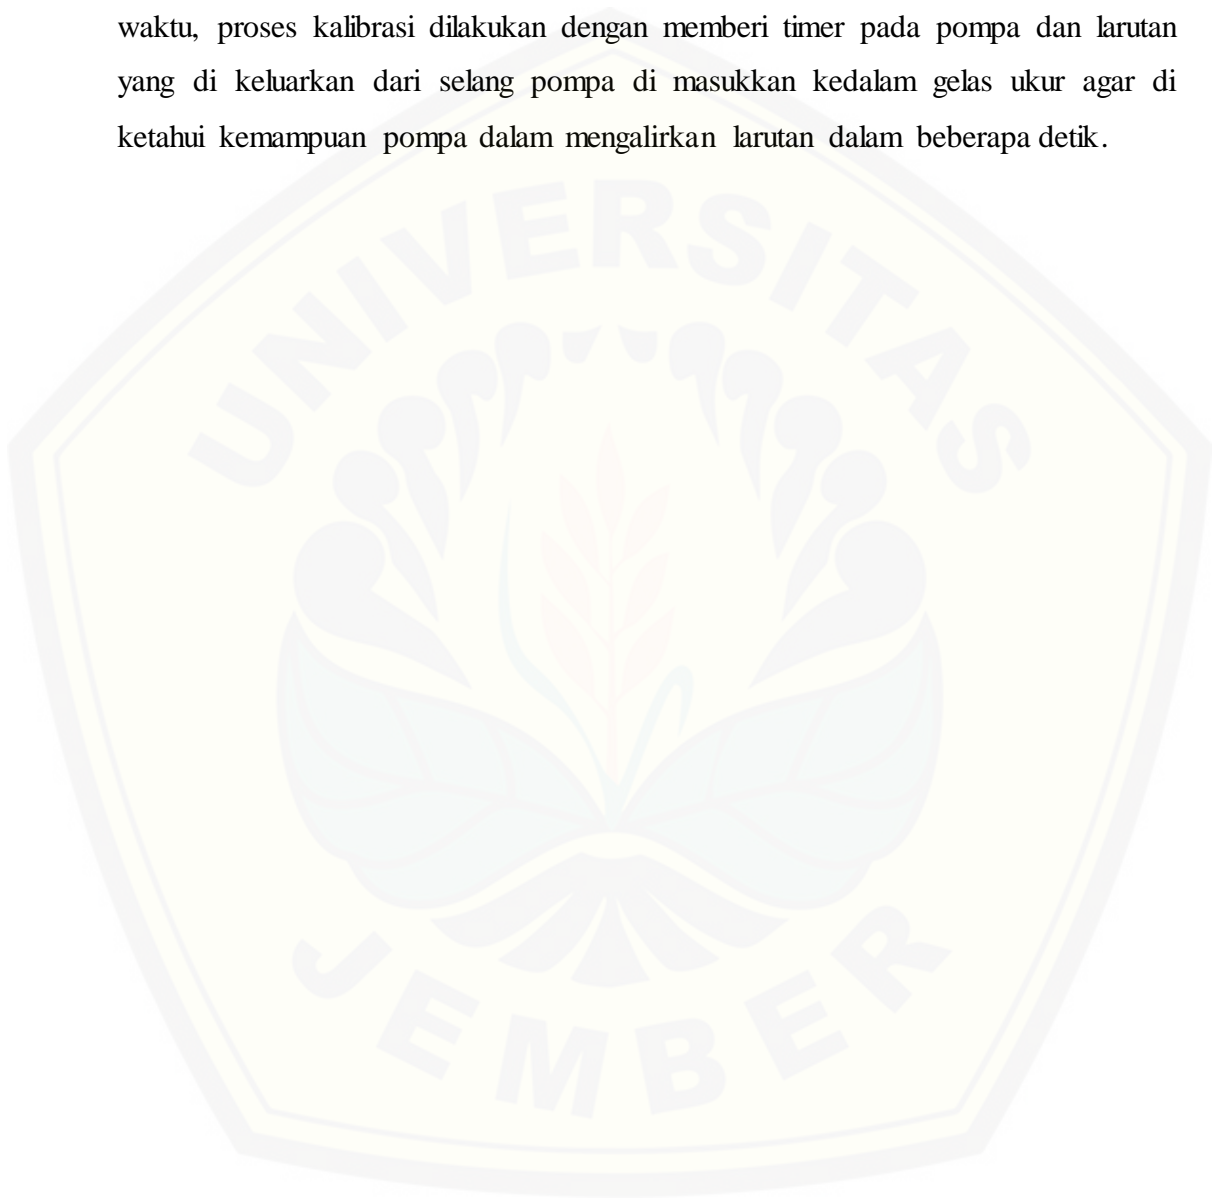 waktu, proses kalibrasi dilakukan dengan memberi timer pada pompa dan larutan
yang di keluarkan dari selang pompa di masukkan kedalam gelas ukur agar di
ketahui kemampuan pompa dalam mengalirkan larutan dalam beberapa detik.
UNIVERSITAS
JEMBER